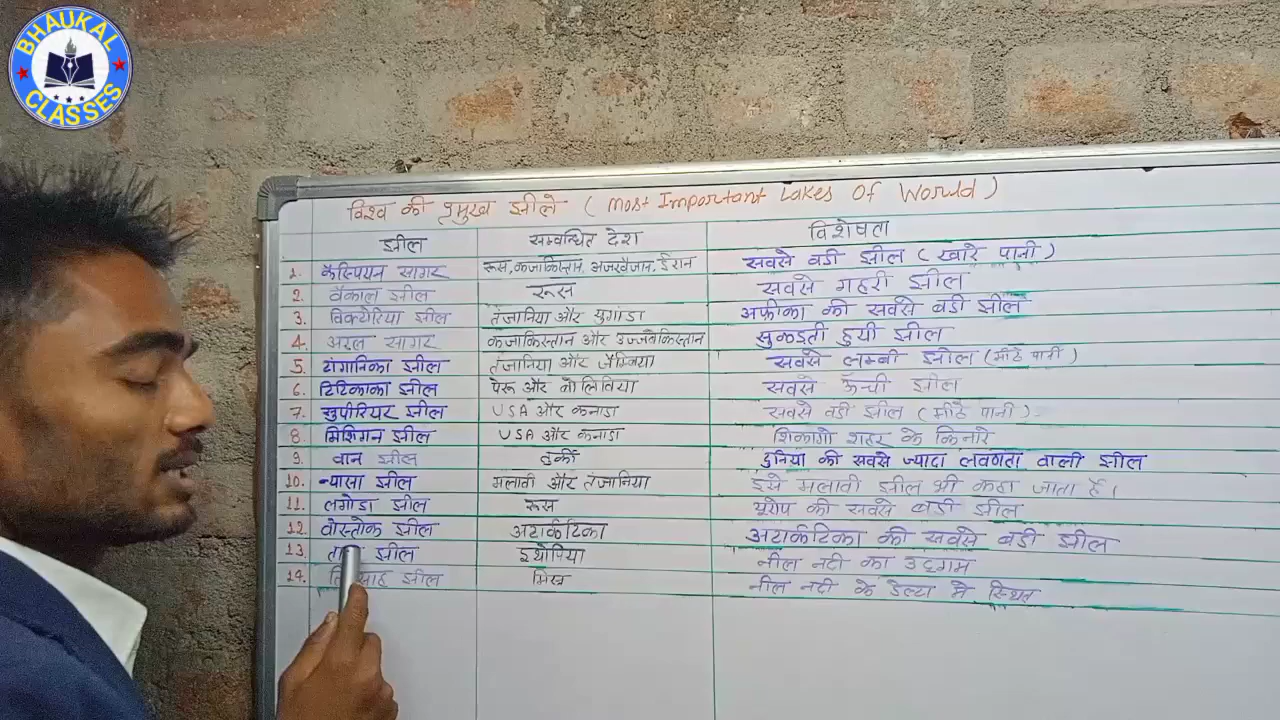 BHAUKAL CLASSES
विश्व की प्रमुख झीले ( Most Important Lakes Of World )
झील सम्बन्धित देश विशेषता
1. कैस्पियन सागर रूस, कजाकिस्तान, अजरबैजान, ईरान सबसे बडी झील ( खारे पानी )
2. वैकाल झील रूस सबसे गहरी झील
3. विक्टोरिया झील तंजानिया और युगांडा अफ्रीका की सबसे बडी झील
4. अरल सागर कजाकिस्तान और उज्जबेकिस्तान सुकड़ती हुयी झील
5. टांगानिका झील तंजानिया और जैम्बिया सबसे लम्बी झील (मीठे पानी )
6. टिटिकाका झील पेरू और वोलिविया सबसे ऊँची झील
7. सुपीरियर झील USA और कनाडा सबसे बडी झील ( मीठे पानी ) -
8. मिशिगन झील USA और कनाडा शिकागो शहर के किनारे
9. वान झील तुर्की दुनिया की सबसे ज्यादा लवणता वाली झील
10. न्यासा झील मलावी और तंजानिया इसे मलावी झील भी कहा जाता है।
11. लगोडा झील रूस यूरोप की सबसे बडी झील
12. वोस्तोक झील अटार्कटिका अटार्कटिका की सबसे बडी झील
13. झील इथोपिया नील नदी का उदगम
14. झील मिस्र नील नदी के डेल्टा मे स्थित